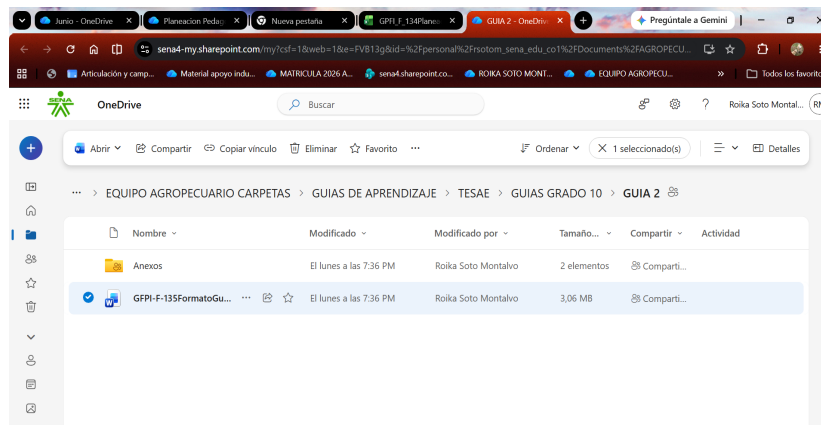 Junio - OneDrive
Planeacion Pedag
Nueva pestaña
GPFI_F_134Planea
GUIA 2 - OneDrive
Pregúntale a Gemini
sena4-my.sharepoint.com/my?csf=1&web=1&e=FVB13g&id=%2Fpersonal%2Frsotom_sena_edu_co1%2FDocuments%2FAGROPECU...
Articulación y camp...
Material apoyo indu...
MATRICULA 2026 A...
sena4.sharepoint.co...
ROIKA SOTO MONT...
EQUIPO AGROPECU...
Todos los favorito
SENA
OneDrive
Buscar
Roika Soto Montal...
Abrir
Compartir
Copiar vínculo
Eliminar
Favorito
Ordenar
1 seleccionado(s)
Detalles
EQUIPO AGROPECUARIO CARPETAS > GUIAS DE APRENDIZAJE > TESAE > GUIAS GRADO 10 > GUIA 2
Nombre Modificado Modificado por Tamaño... Compartir Actividad
Anexos El lunes a las 7:36 PM Roika Soto Montalvo 2 elementos Comparti...
GFPI-F-135FormatoGu... El lunes a las 7:36 PM Roika Soto Montalvo 3,06 MB Comparti...